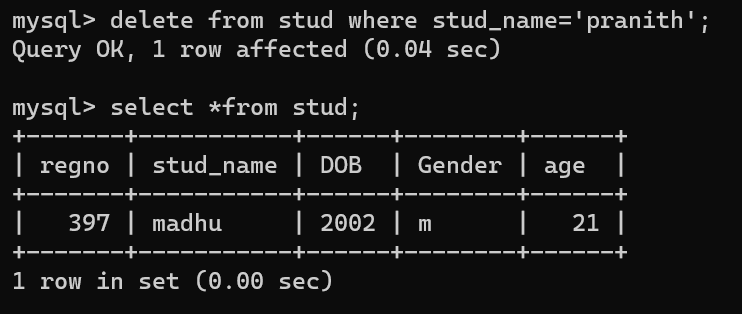 mysql> delete from stud where stud_name='pranith';
Query OK, 1 row affected (0.04 sec)

mysql> select *from stud;
+-------+-----------+------+--------+------+
| regno | stud_name | DOB  | Gender | age  |
+-------+-----------+------+--------+------+
|   397 | madhu     | 2002 | m      |   21 |
+-------+-----------+------+--------+------+
1 row in set (0.00 sec)